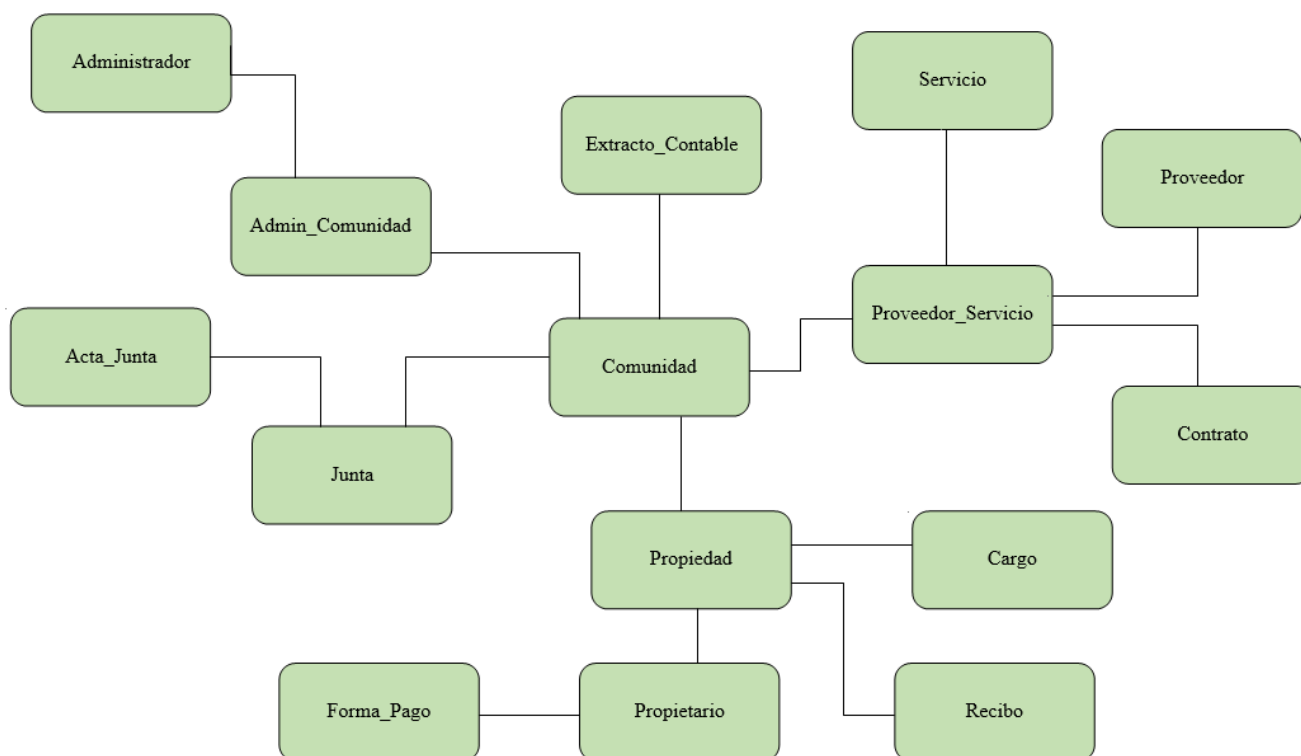 Administrador
Servicio
Extracto_Contable
Proveedor
Admin_Comunidad
Proveedor_Servicio
Acta_Junta
Comunidad
Contrato
Junta
Propiedad
Cargo
Forma_Pago
Propietario
Recibo